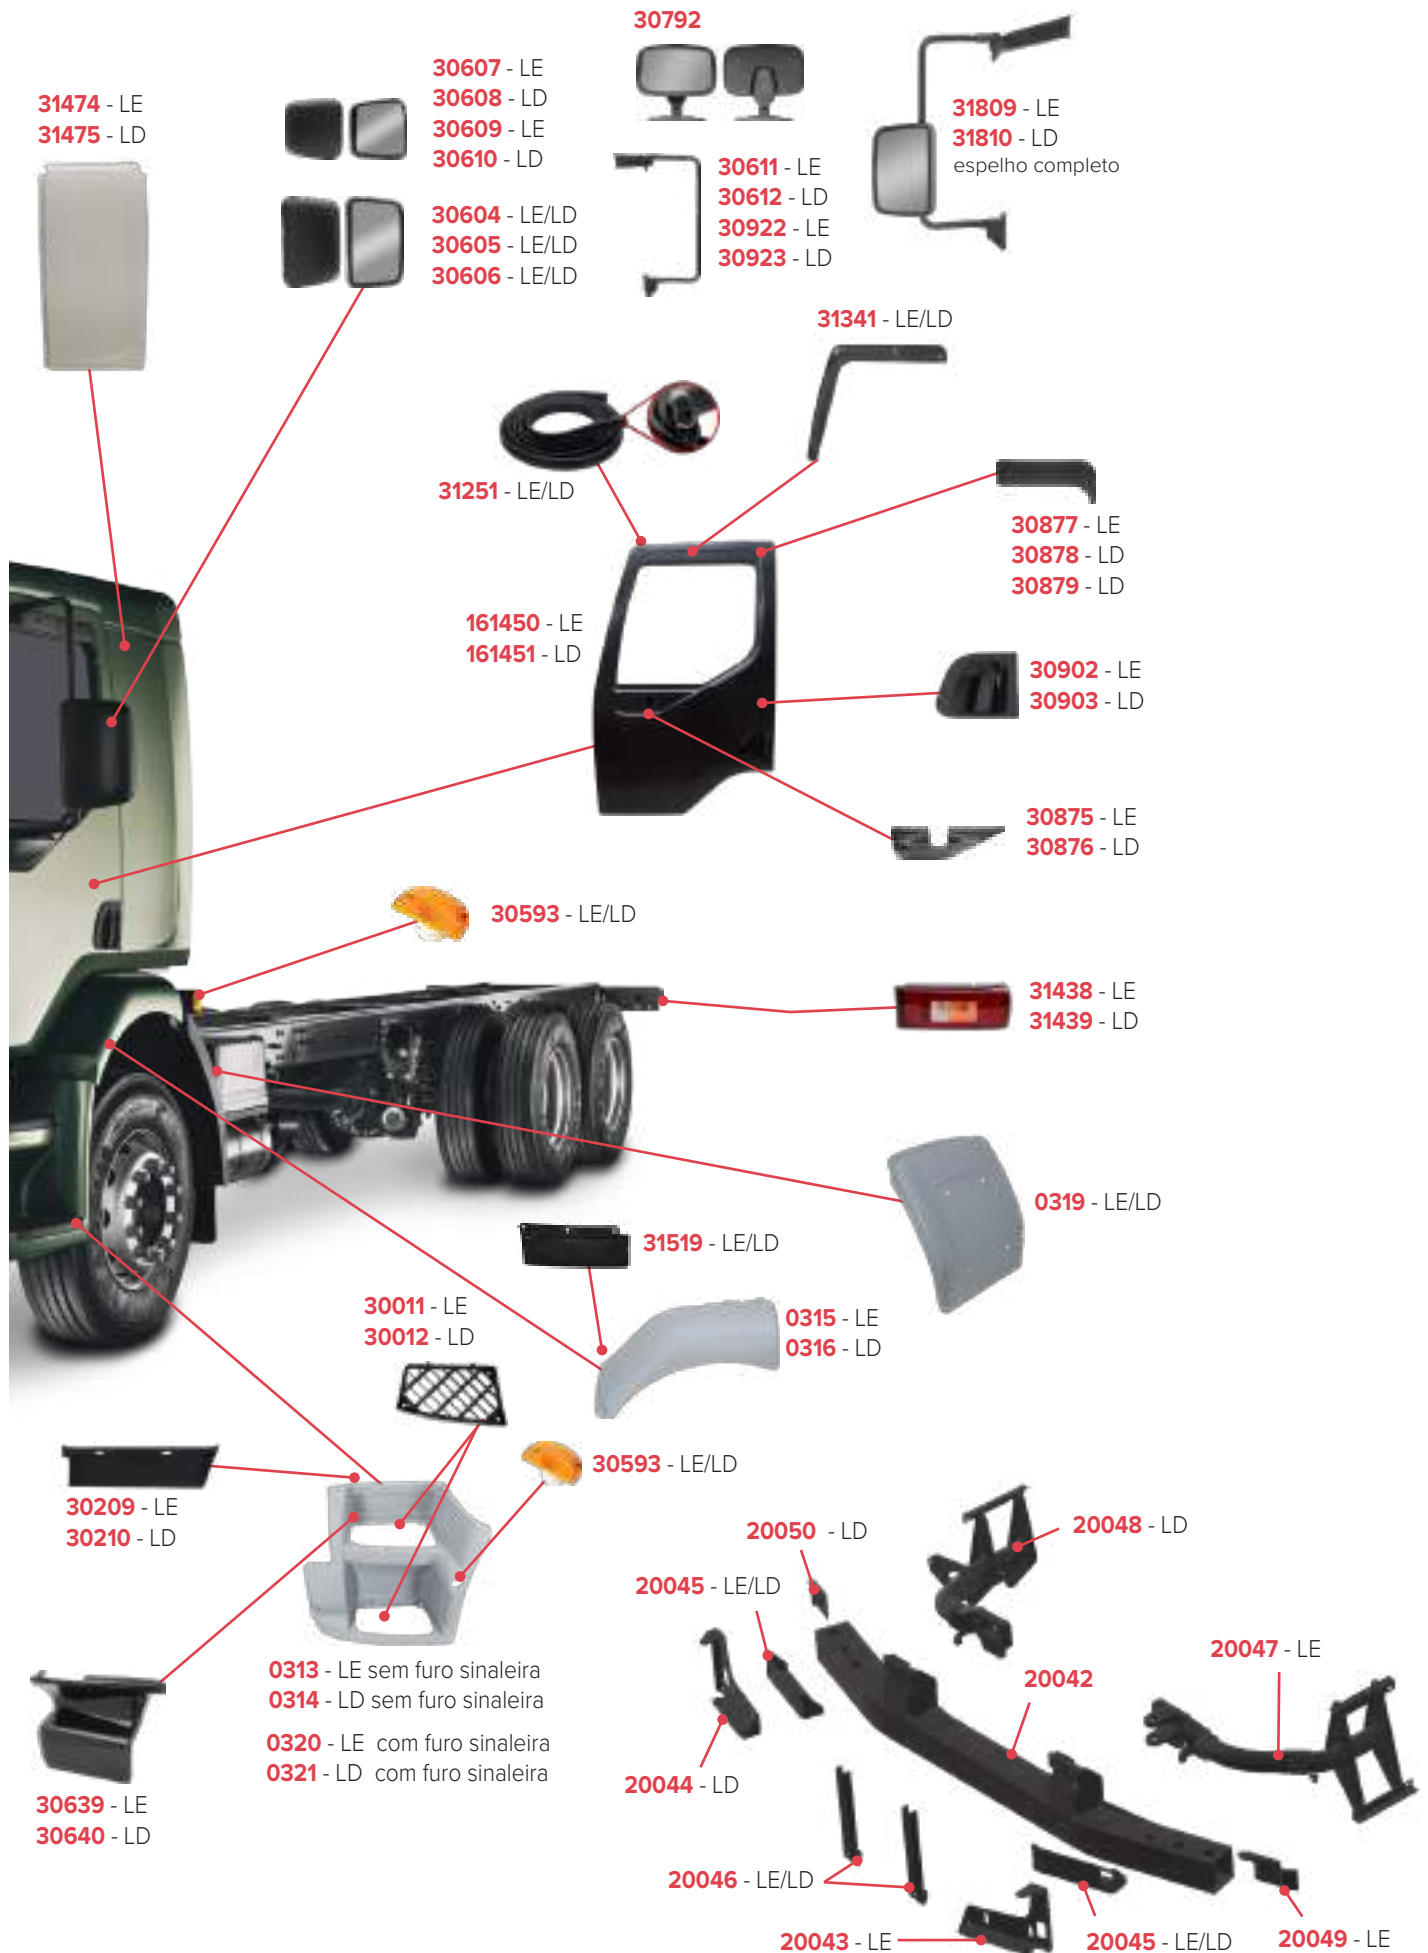 30792
30607 - LE
30608 - LD
30609 - LE
30610 - LD
31474 - LE
31475 - LD
31809 - LE
31810 - LD
espelho completo
30611 - LE
30612 - LD
30922 - LE
30923 - LD
30604 - LE/LD
30605 - LE/LD
30606 - LE/LD
31341 - LE/LD
31251 - LE/LD
30877 - LE
30878 - LD
30879 - LD
161450 - LE
161451 - LD
30902 - LE
30903 - LD
30875 - LE
30876 - LD
30593 - LE/LD
31438 - LE
31439 - LD
0319 - LE/LD
31519 - LE/LD
30011 - LE
30012 - LD
0315 - LE
0316 - LD
30593 - LE/LD
30209 - LE
30210 - LD
20050 - LD
20048 - LD
20045 - LE/LD
20047 - LE
0313 - LE sem furo sinaleira
0314 - LD sem furo sinaleira
0320 - LE com furo sinaleira
0321 - LD com furo sinaleira
20042
20044 - LD
30639 - LE
30640 - LD
20046 - LE/LD
20043 - LE
20045 - LE/LD
20049 - LE